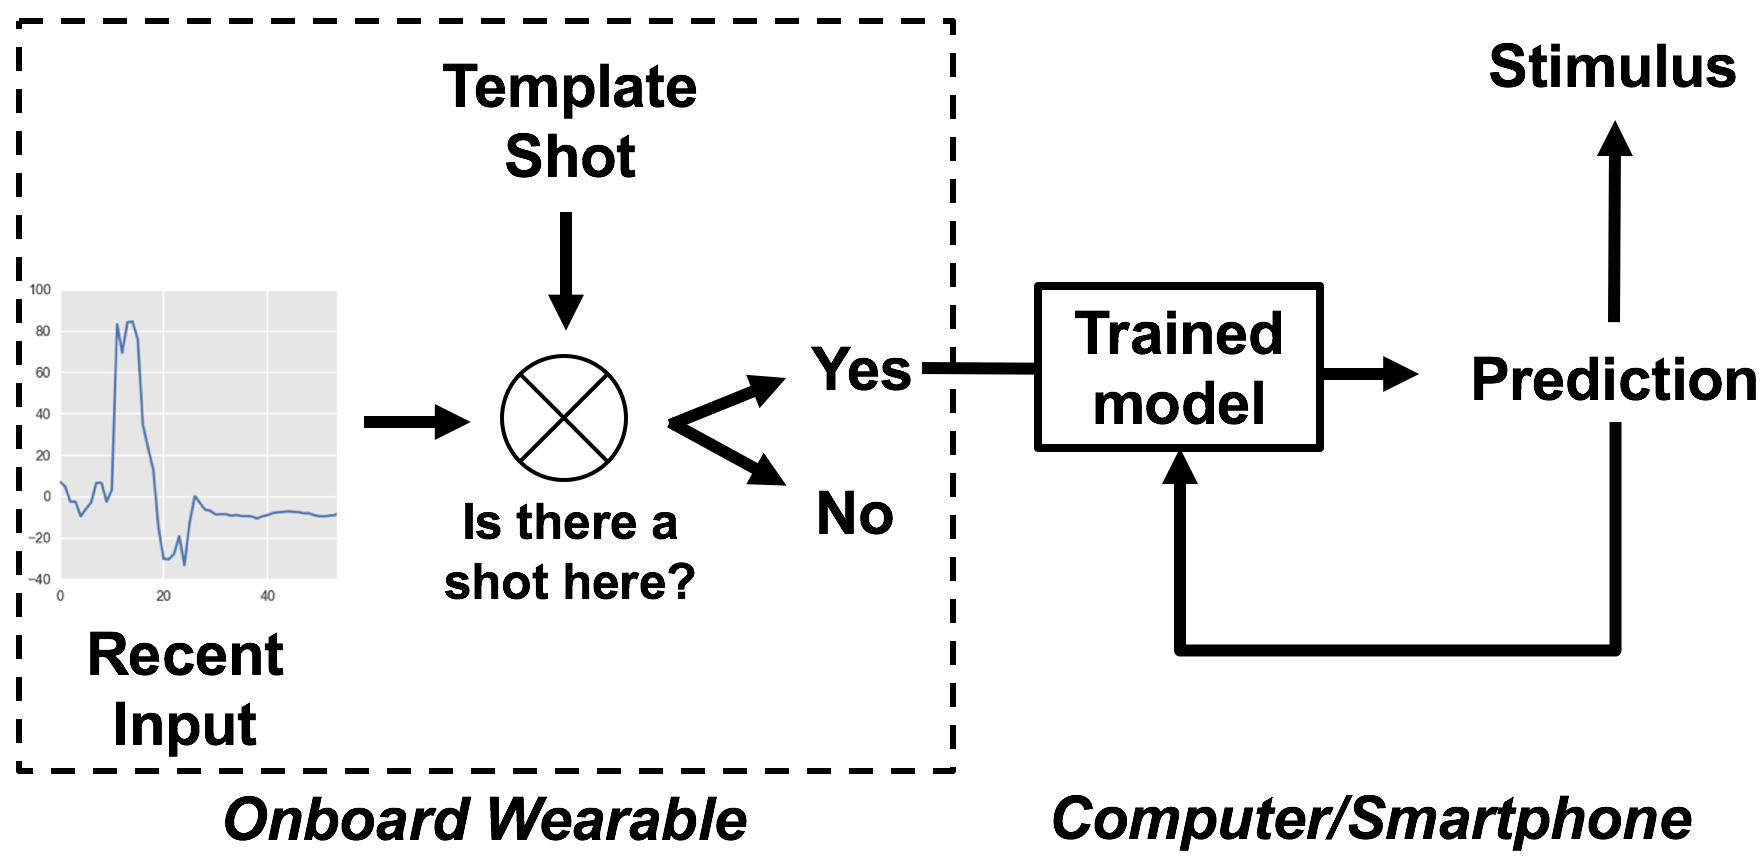 Template
Shot
Stimulus
100
80
60
40
20
0
−20
−40
0
20
40
Recent
Input
Is there a
shot here?
Yes
No
Trained
model
Prediction
Onboard Wearable
Computer/Smartphone